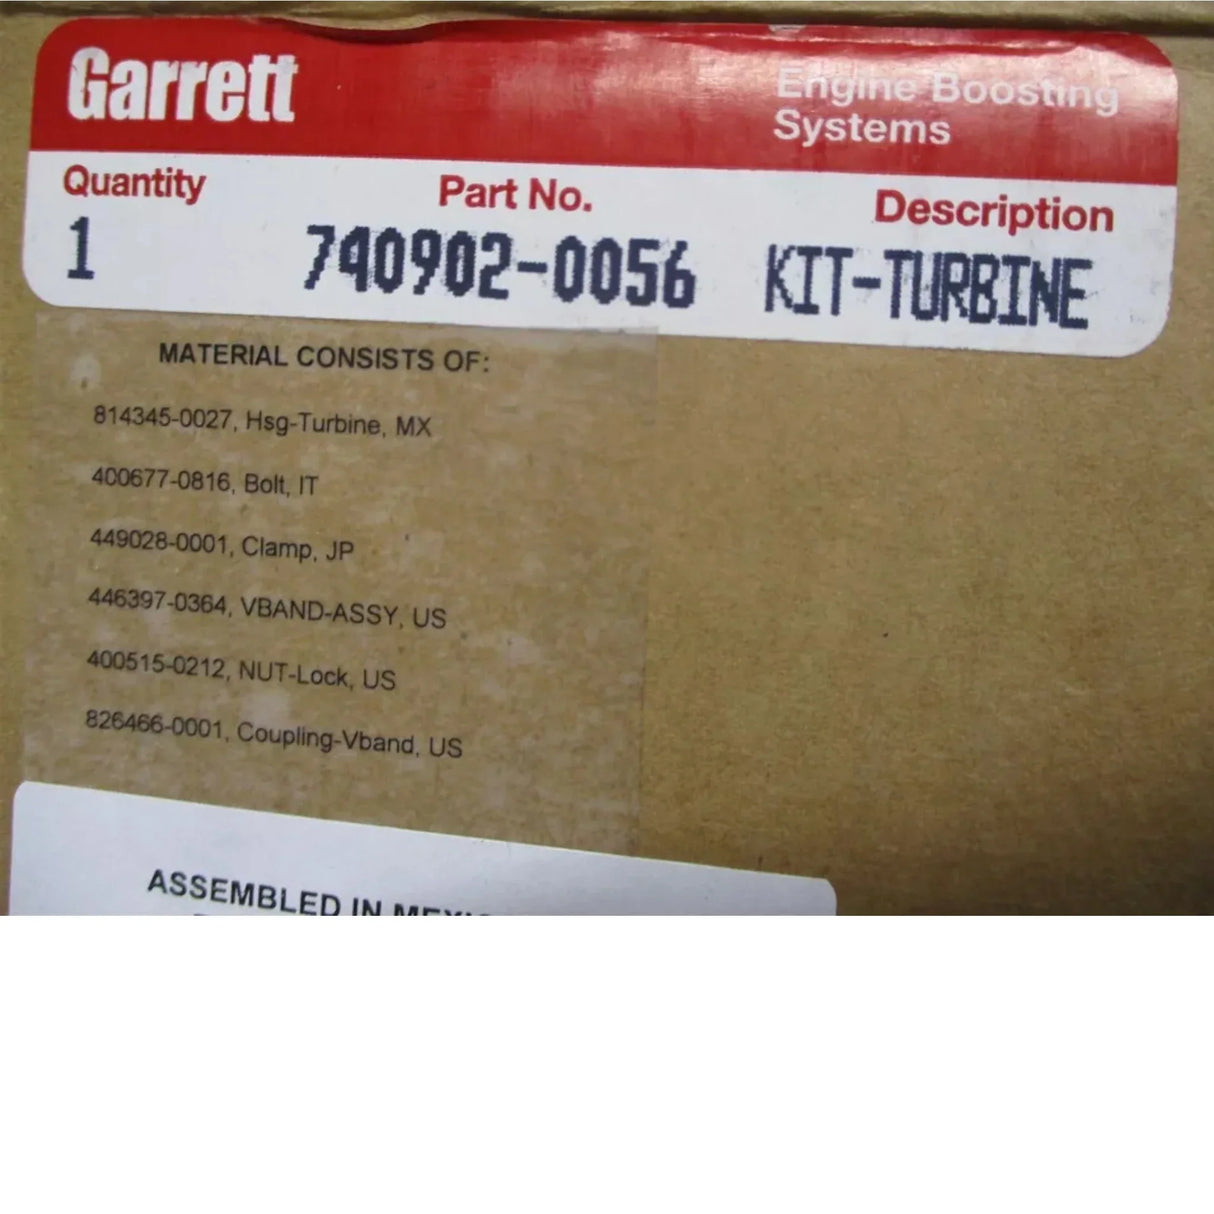 Garrett
Engine Boosting
Systems
Quantity Part No. Description
1 740902-0056 KIT-TURBINE
MATERIAL CONSISTS OF:
814345-0027, Hsg-Turbine, MX
400677-0816, Bolt, IT
449028-0001, Clamp, JP
446397-0364, VBAND-ASSY, US
400515-0212, NUT-Lock, US
826466-0001, Coupling-Vband, US
ASSEMBLED IN